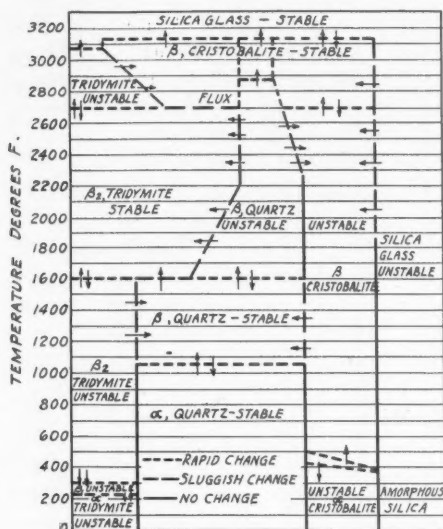 SILICA GLASS - STABLE
3200
β, CRISTOBALITE - STABLE
3000
TRIDYMITE
2800
UNSTABLE
FLUX
2600
2400
2200
β₂, TRIDYMITE
STABLE
β, QUARTZ
UNSTABLE
UNSTABLE
2000
1800
SILICA
GLASS
UNSTABLE
1600
β
CRISTOBALITE
1400
β, QUARTZ - STABLE
1200
β₂
1000
TRIDYMITE
UNSTABLE
800
α, QUARTZ-STABLE
600
400
RAPID CHANGE
β UNSTABLE
SLUGGISH CHANGE
UNSTABLE
α
AMORPHOUS
200
α
TRIDYMITE
NO CHANGE
CRISTOBALITE
SILICA
UNSTABLE
TEMPERATURE DEGREES F.